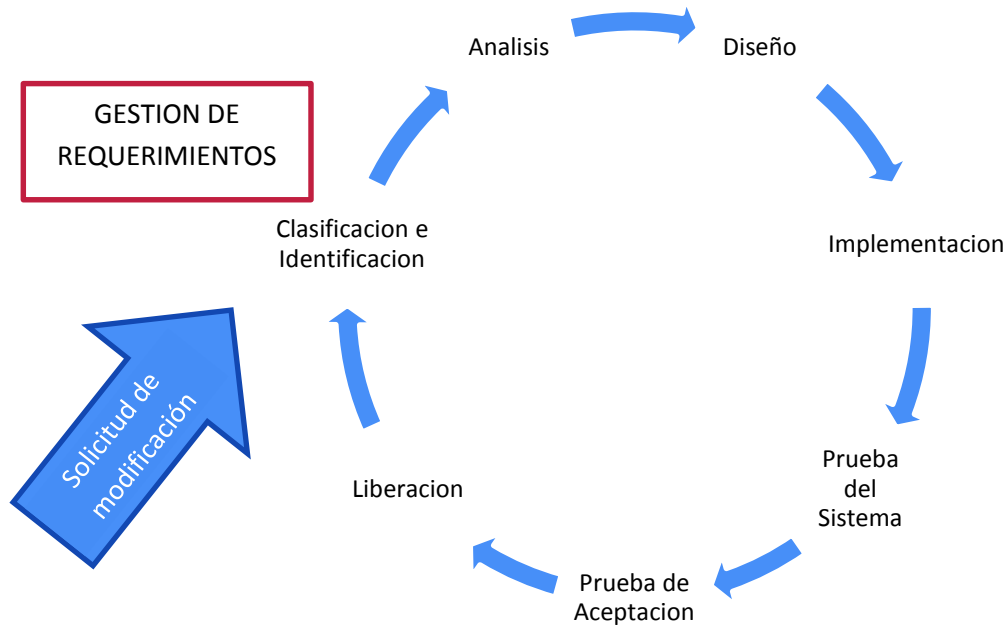 GESTION DE
REQUERIMIENTOS
Analisis
Diseño
Clasificacion e
Identificacion
Implementacion
Solicitud de
modificación
Liberacion
Prueba
del
Sistema
Prueba de
Aceptacion